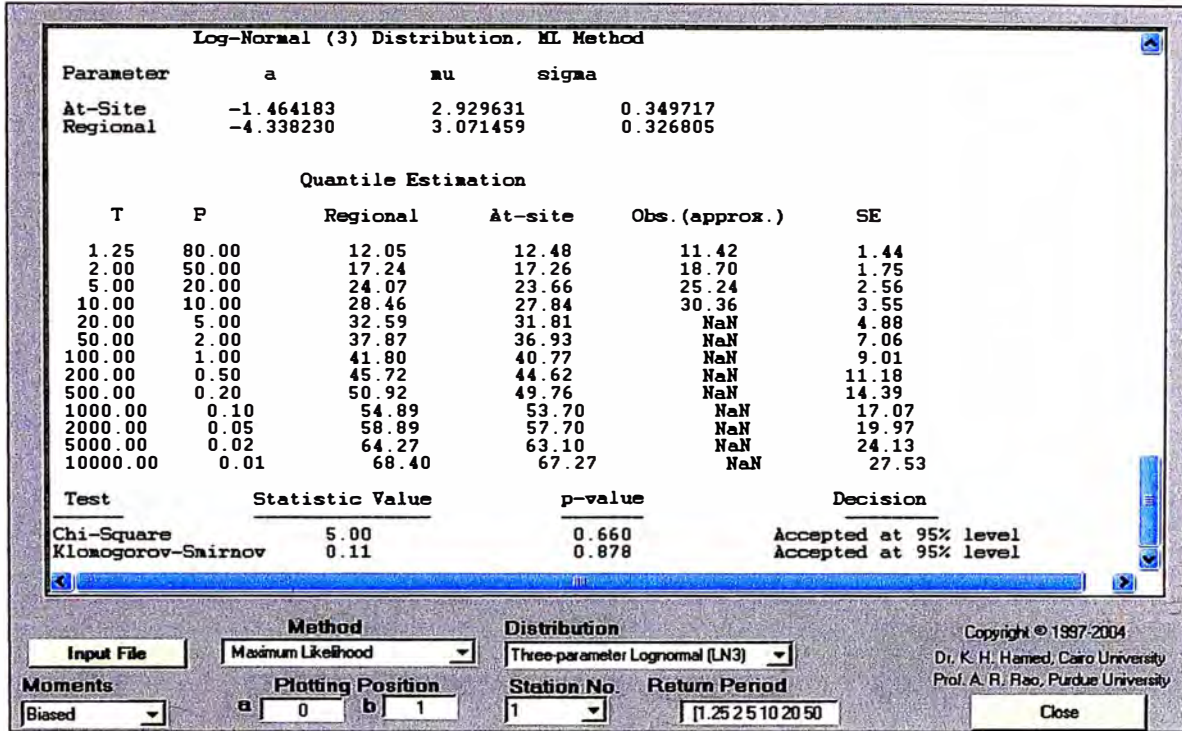 Log-Normal (3) Distribution, ML Method
Parameter a mu sigma
At-Site -1.464183 2.929631 0.349717
Regional -4.338230 3.071459 0.326805
Quantile Estimation
T P Regional At-site Obs.(approx.) SE
1.25 80.00 12.05 12.48 11.42 1.44
2.00 50.00 17.24 17.26 18.70 1.75
5.00 20.00 24.07 23.66 25.24 2.56
10.00 10.00 28.46 27.84 30.36 3.55
20.00 5.00 32.59 31.81 NaN 4.88
50.00 2.00 37.87 36.93 NaN 7.06
100.00 1.00 41.80 40.77 NaN 9.01
200.00 0.50 45.72 44.62 NaN 11.18
500.00 0.20 50.92 49.76 NaN 14.39
1000.00 0.10 54.89 53.70 NaN 17.07
2000.00 0.05 58.89 57.70 NaN 19.97
5000.00 0.02 64.27 63.10 NaN 24.13
10000.00 0.01 68.40 67.27 NaN 27.53
Test Statistic Value p-value Decision
Chi-Square 5.00 0.660 Accepted at 95% level
Klomogorov-Smirnov 0.11 0.878 Accepted at 95% level
Input File
Method
Maximum Likelihood
Distribution
Three-parameter Lognormal (LN3)
Copyright © 1997-2004
Dr. K. H. Hamed, Cairo University
Prof. A. R. Rao, Purdue University
Moments
Biased
Plotting Position
a 0 b 1
Station No.
1
Return Period
[1.25 2 5 10 20 50
Close